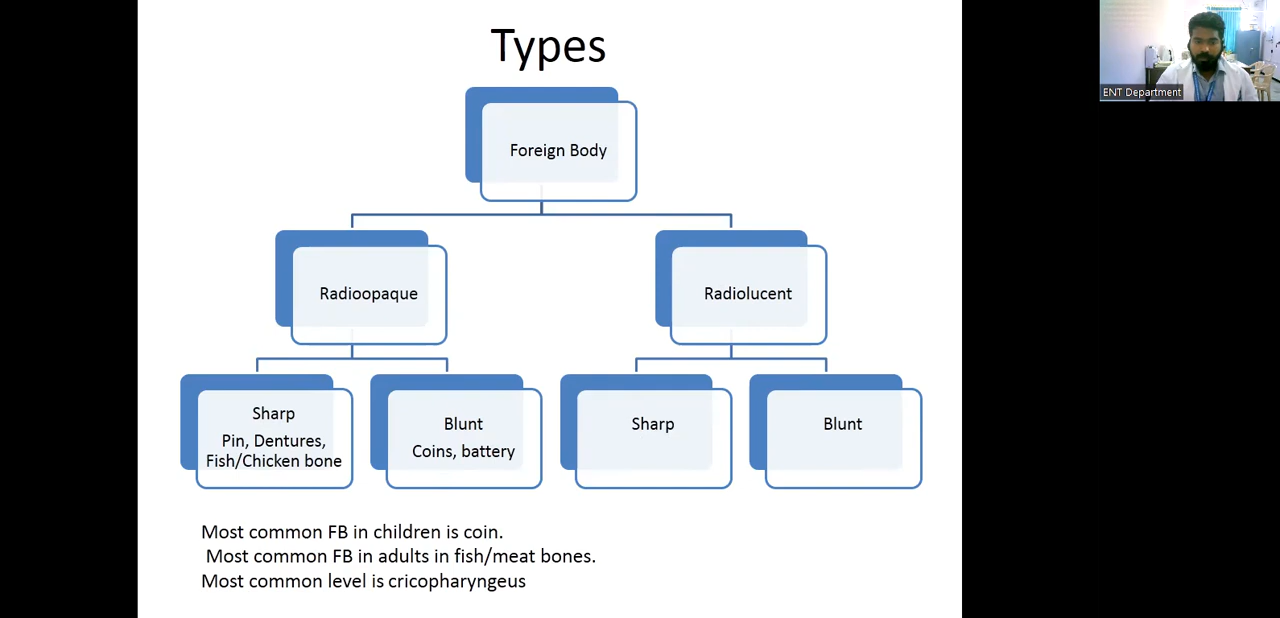 Types
ENT Department
Foreign Body
Radioopaque
Radiolucent
Sharp
Pin, Dentures,
Fish/Chicken bone
Blunt
Coins, battery
Sharp
Blunt
Most common FB in children is coin.
Most common FB in adults in fish/meat bones.
Most common level is cricopharyngeus